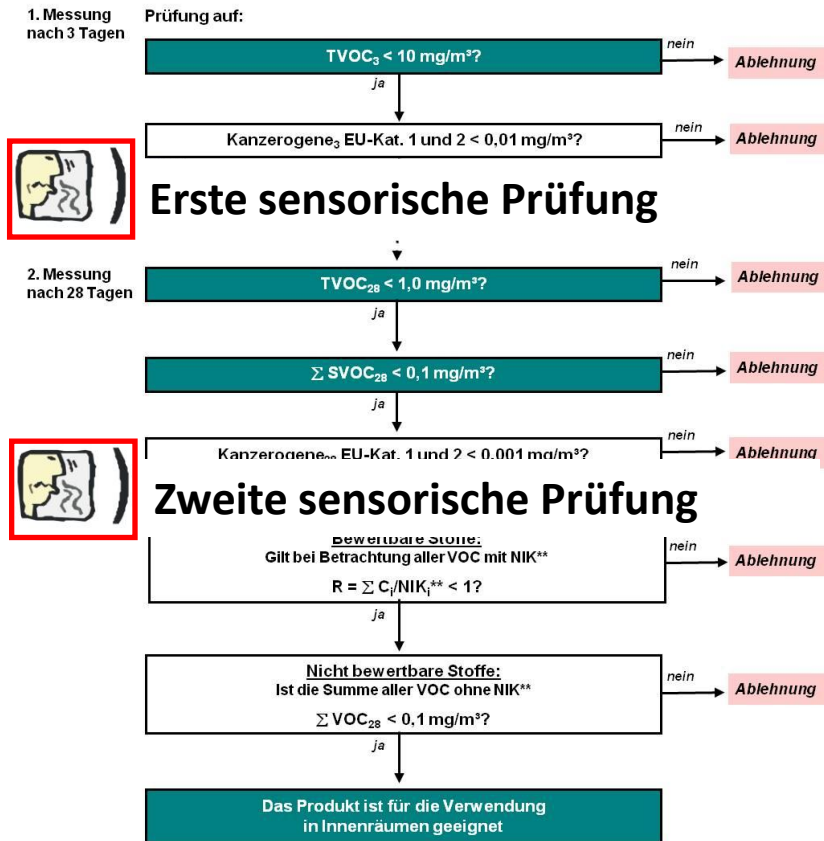 1. Messung
nach 3 Tagen
Prüfung auf:
TVOC₃ < 10 mg/m³?
nein
Ablehnung
ja
Kanzerogene₃ EU-Kat. 1 und 2 < 0,01 mg/m³?
nein
Ablehnung
Erste sensorische Prüfung
2. Messung
nach 28 Tagen
TVOC₂₈ < 1,0 mg/m³?
nein
Ablehnung
ja
Σ SVOC₂₈ < 0,1 mg/m³?
nein
Ablehnung
ja
Kanzerogene₂₈ EU-Kat. 1 und 2 < 0,001 mg/m³?
nein
Ablehnung
Zweite sensorische Prüfung
Bewertbare Stoffe:
Gilt bei Betrachtung aller VOC mit NIK**
R = Σ Cᵢ/NIKᵢ** < 1?
nein
Ablehnung
ja
Nicht bewertbare Stoffe:
Ist die Summe aller VOC ohne NIK**
Σ VOC₂₈ < 0,1 mg/m³?
nein
Ablehnung
ja
Das Produkt ist für die Verwendung
in Innenräumen geeignet